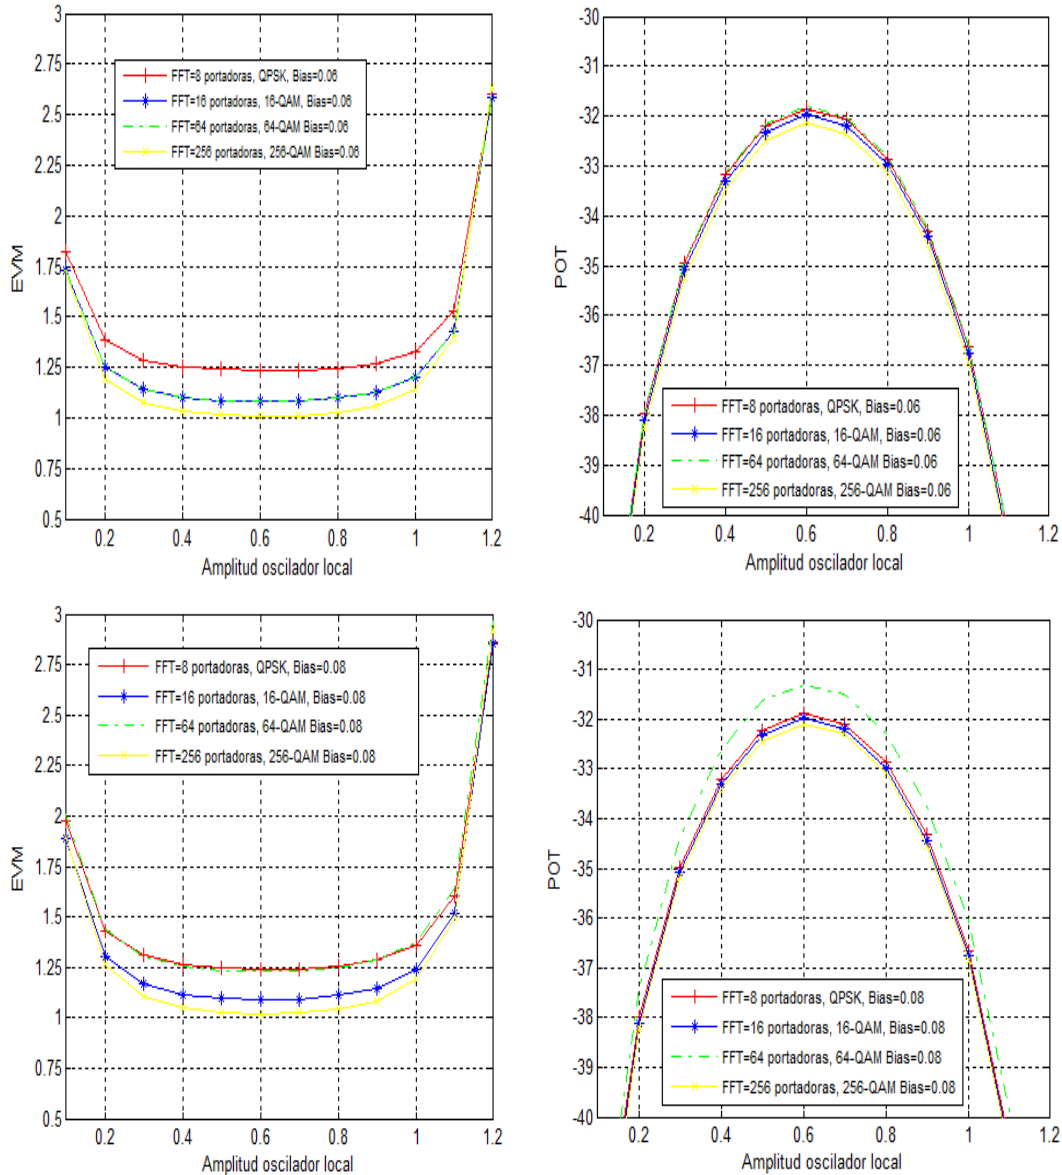 3
2.75
2.5
2.25
2
1.75
1.5
1.25
1
0.75
0.5
EVM
FFT=8 portadoras, QPSK, Bias=0.06
FFT=16 portadoras, 16-QAM, Bias=0.06
FFT=64 portadoras, 64-QAM Bias=0.06
FFT=256 portadoras, 256-QAM Bias=0.08
0.2 0.4 0.6 0.8 1 1.2
Amplitud oscilador local
-30
-31
-32
-33
-34
-35
-36
-37
-38
-39
-40
POT
FFT=8 portadoras, QPSK, Bias=0.06
FFT=16 portadoras, 16-QAM, Bias=0.06
FFT=64 portadoras, 64-QAM Bias=0.06
FFT=256 portadoras, 256-QAM Bias=0.06
0.2 0.4 0.6 0.8 1 1.2
Amplitud oscilador local
3
2.75
2.5
2.25
2
1.75
1.5
1.25
1
0.75
0.5
EVM
FFT=8 portadoras, QPSK, Bias=0.08
FFT=16 portadoras, 16-QAM, Bias=0.08
FFT=64 portadoras, 64-QAM Bias=0.08
FFT=256 portadoras, 256-QAM Bias=0.08
0.2 0.4 0.6 0.8 1 1.2
Amplitud oscilador local
-30
-31
-32
-33
-34
-35
-36
-37
-38
-39
-40
POT
FFT=8 portadoras, QPSK, Bias=0.08
FFT=16 portadoras, 16-QAM, Bias=0.08
FFT=64 portadoras, 64-QAM Bias=0.08
FFT=256 portadoras, 256-QAM Bias=0.08
0.2 0.4 0.6 0.8 1 1.2
Amplitud oscilador local